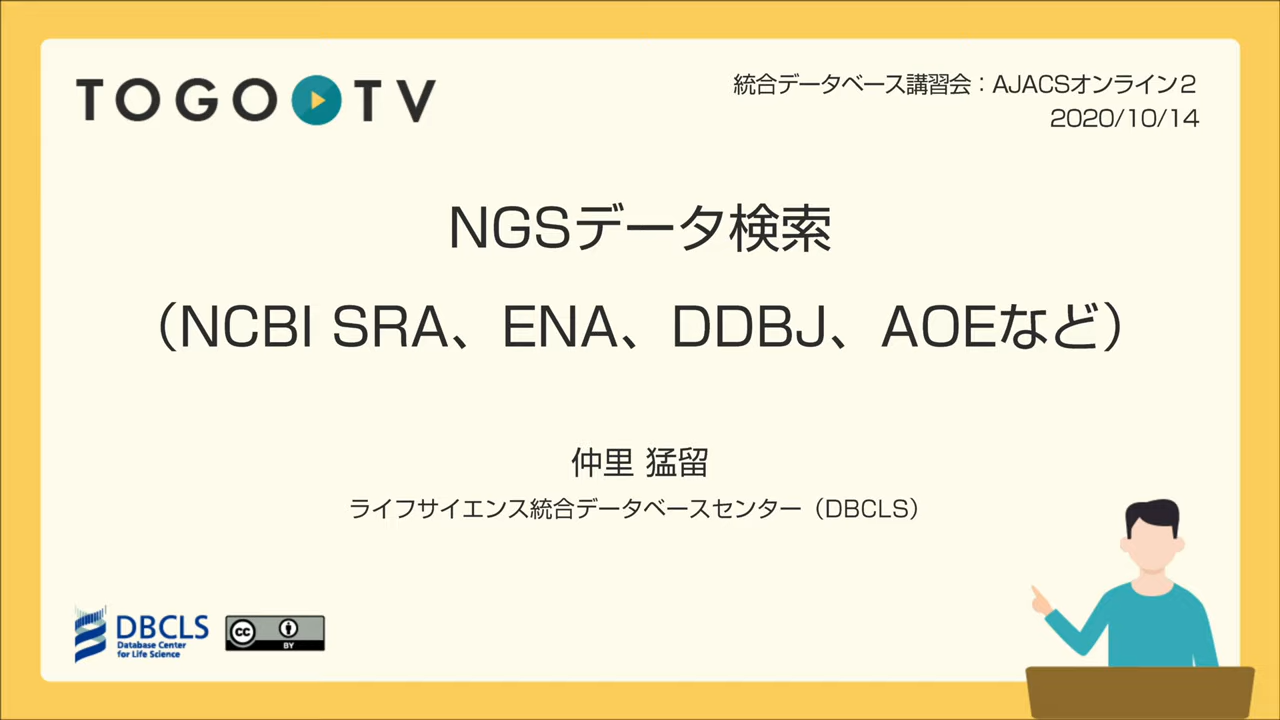 TOGO TV
統合データベース講習会：AJACSオンライン２
2020/10/14
NGSデータ検索
（NCBI SRA、ENA、DDBJ、AOEなど）
仲里 猛留
ライフサイエンス統合データベースセンター（DBCLS）
DBCLS
Database Center
for Life Science
cc
BY